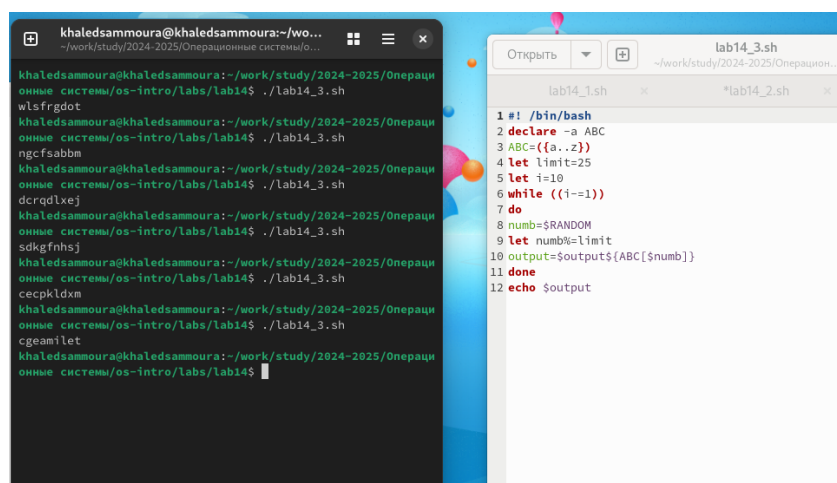 khaledsammoura@khaledsammoura:~/wo...
~/work/study/2024-2025/Операционные системы/о...
khaledsammoura@khaledsammoura:~/work/study/2024-2025/Операци
онные системы/os-intro/labs/lab14$ ./lab14_3.sh
wlsfrgdot
khaledsammoura@khaledsammoura:~/work/study/2024-2025/Операци
онные системы/os-intro/labs/lab14$ ./lab14_3.sh
ngcfsabbm
khaledsammoura@khaledsammoura:~/work/study/2024-2025/Операци
онные системы/os-intro/labs/lab14$ ./lab14_3.sh
dcrqdlxej
khaledsammoura@khaledsammoura:~/work/study/2024-2025/Операци
онные системы/os-intro/labs/lab14$ ./lab14_3.sh
sdkgfnhsj
khaledsammoura@khaledsammoura:~/work/study/2024-2025/Операци
онные системы/os-intro/labs/lab14$ ./lab14_3.sh
cecpkldxm
khaledsammoura@khaledsammoura:~/work/study/2024-2025/Операци
онные системы/os-intro/labs/lab14$ ./lab14_3.sh
cgeamilet
khaledsammoura@khaledsammoura:~/work/study/2024-2025/Операци
онные системы/os-intro/labs/lab14$
Открыть
lab14_3.sh
~/work/study/2024-2025/Операцион...
lab14_1.sh
*lab14_2.sh
1 #! /bin/bash
2 declare -a ABC
3 ABC=({a..z})
4 let limit=25
5 let i=10
6 while ((i-=1))
7 do
8 numb=$RANDOM
9 let numb%=limit
10 output=$output${ABC[$numb]}
11 done
12 echo $output